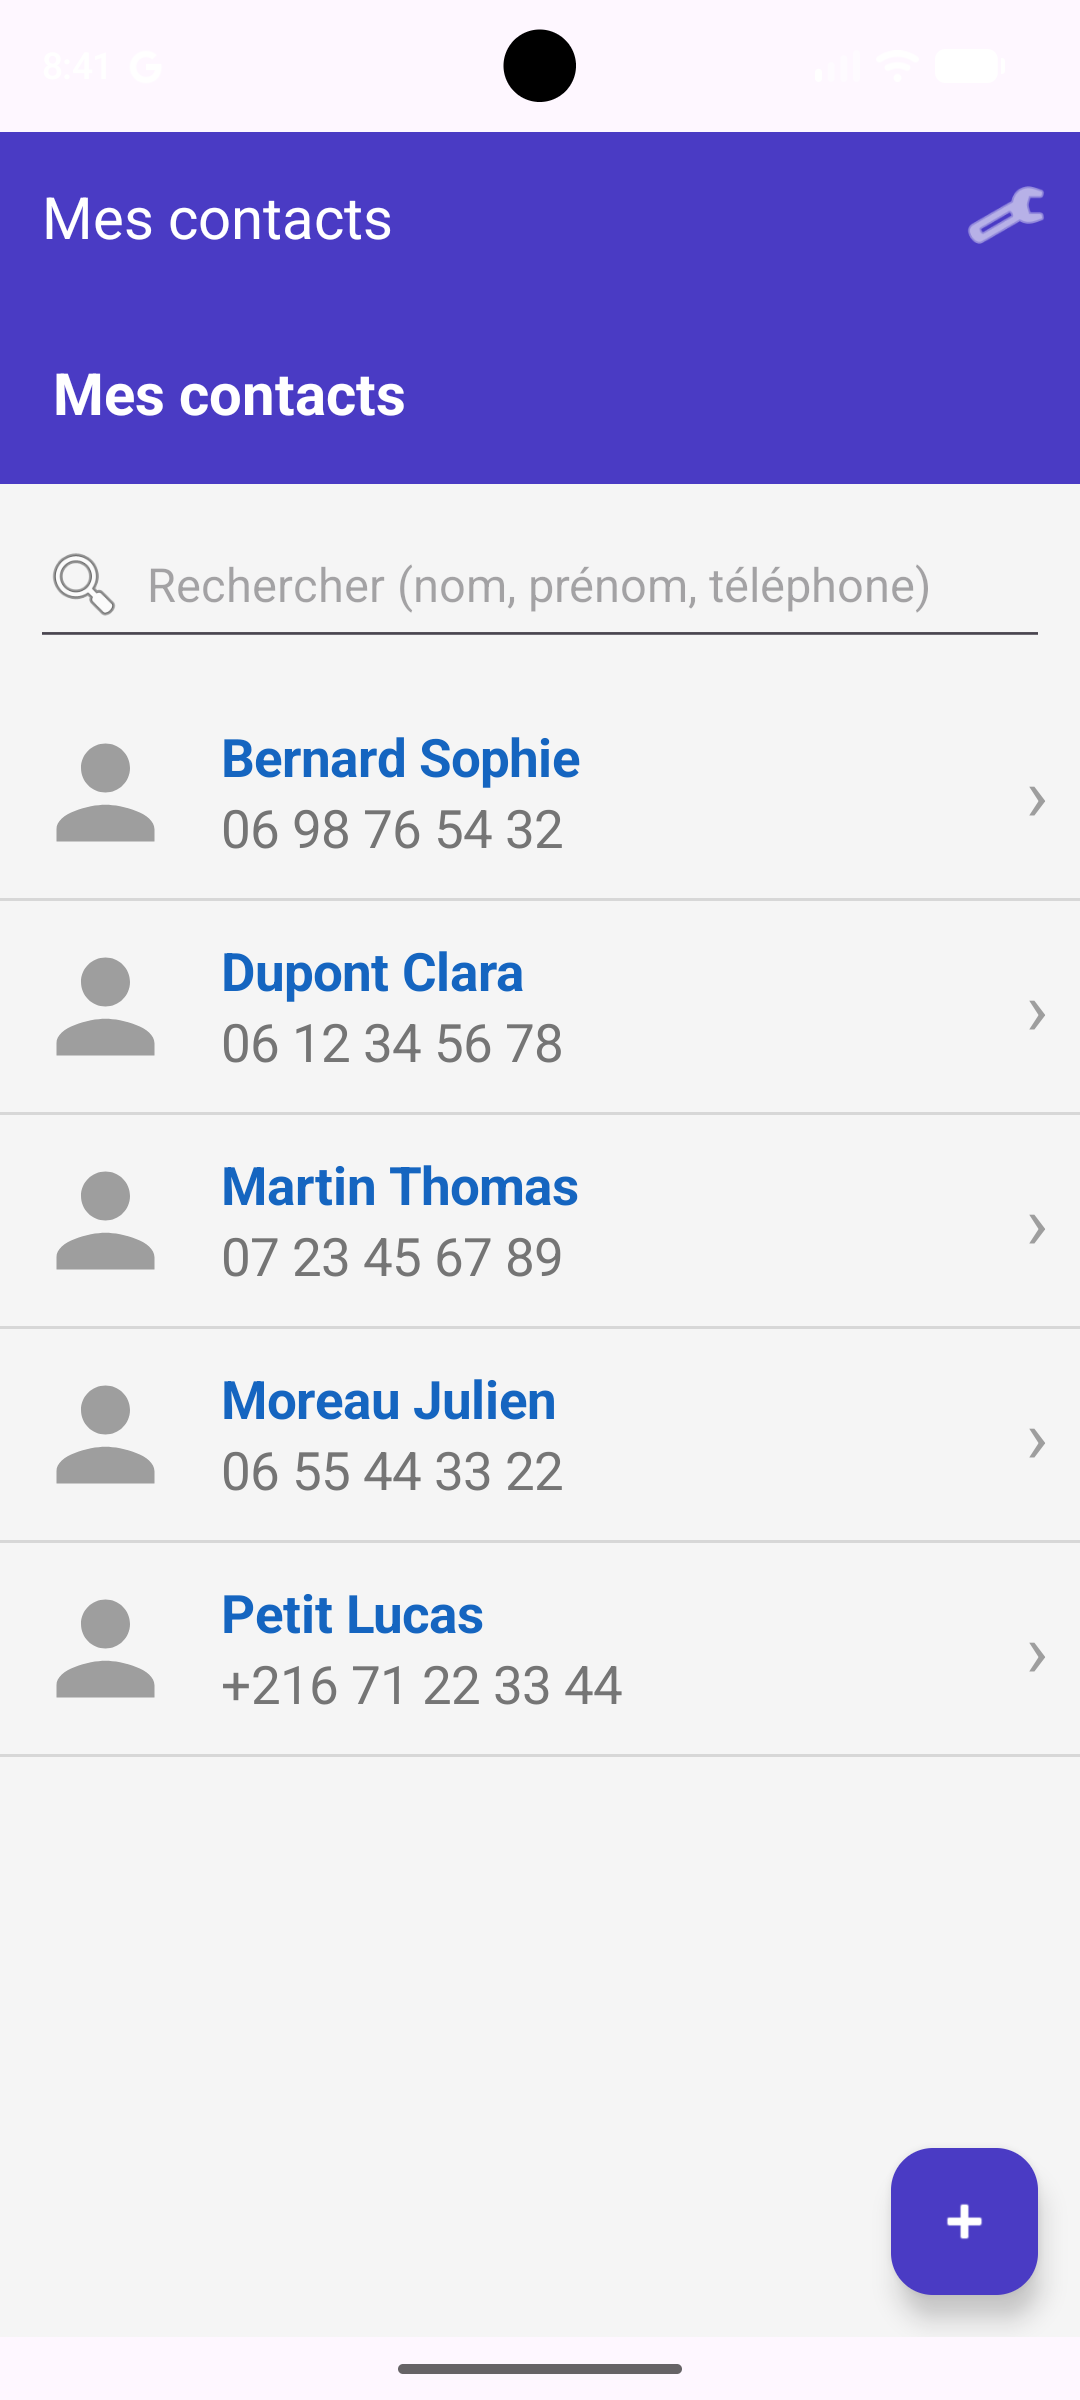 8:41 G
Mes contacts
Mes contacts
Rechercher (nom, prénom, téléphone)
Bernard Sophie
06 98 76 54 32
Dupont Clara
06 12 34 56 78
Martin Thomas
07 23 45 67 89
Moreau Julien
06 55 44 33 22
Petit Lucas
+216 71 22 33 44